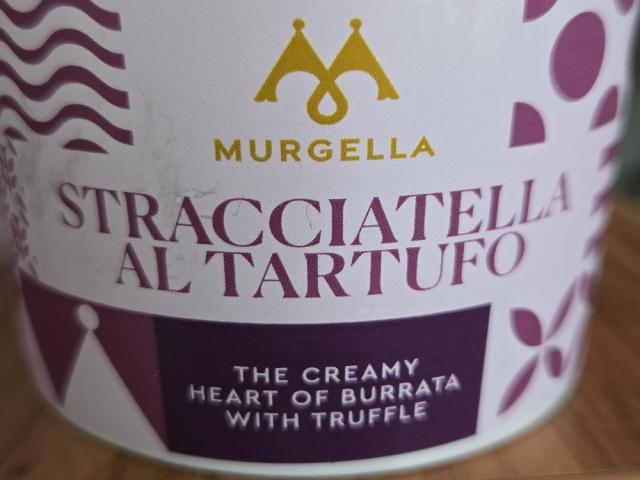 MURGELLA
STRACCIATELLA
AL TARTUFO
THE CREAMY
HEART OF BURRATA
WITH TRUFFLE